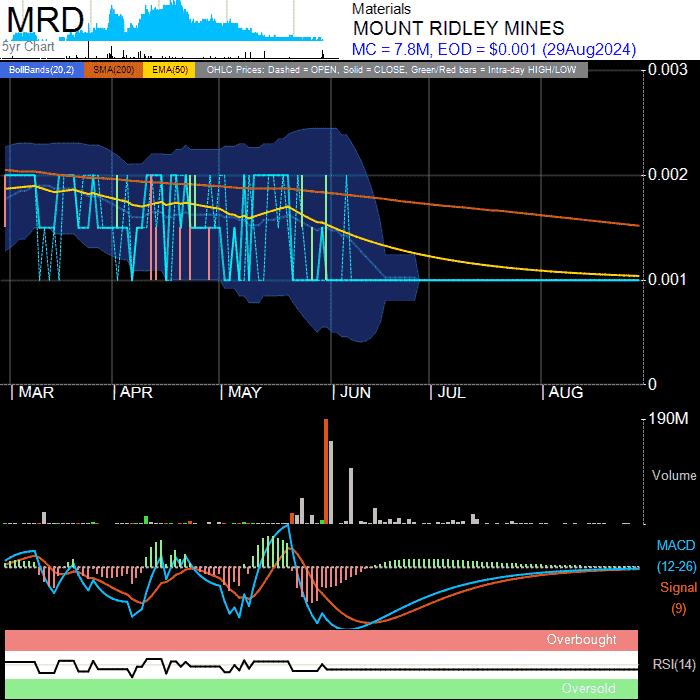 MRD
5yr Chart
Materials
MOUNT RIDLEY MINES
MC = 7.8M, EOD = $0.001 (29Aug2024)
BollBands(20,2) SMA(200) EMA(50) OHLC Prices: Dashed = OPEN, Solid = CLOSE, Green/Red bars = Intra-day HIGH/LOW
0.003
0.002
0.001
0
MAR APR MAY JUN JUL AUG
190M
Volume
MACD
(12-26)
Signal
(9)
Overbought
RSI(14)
Oversold